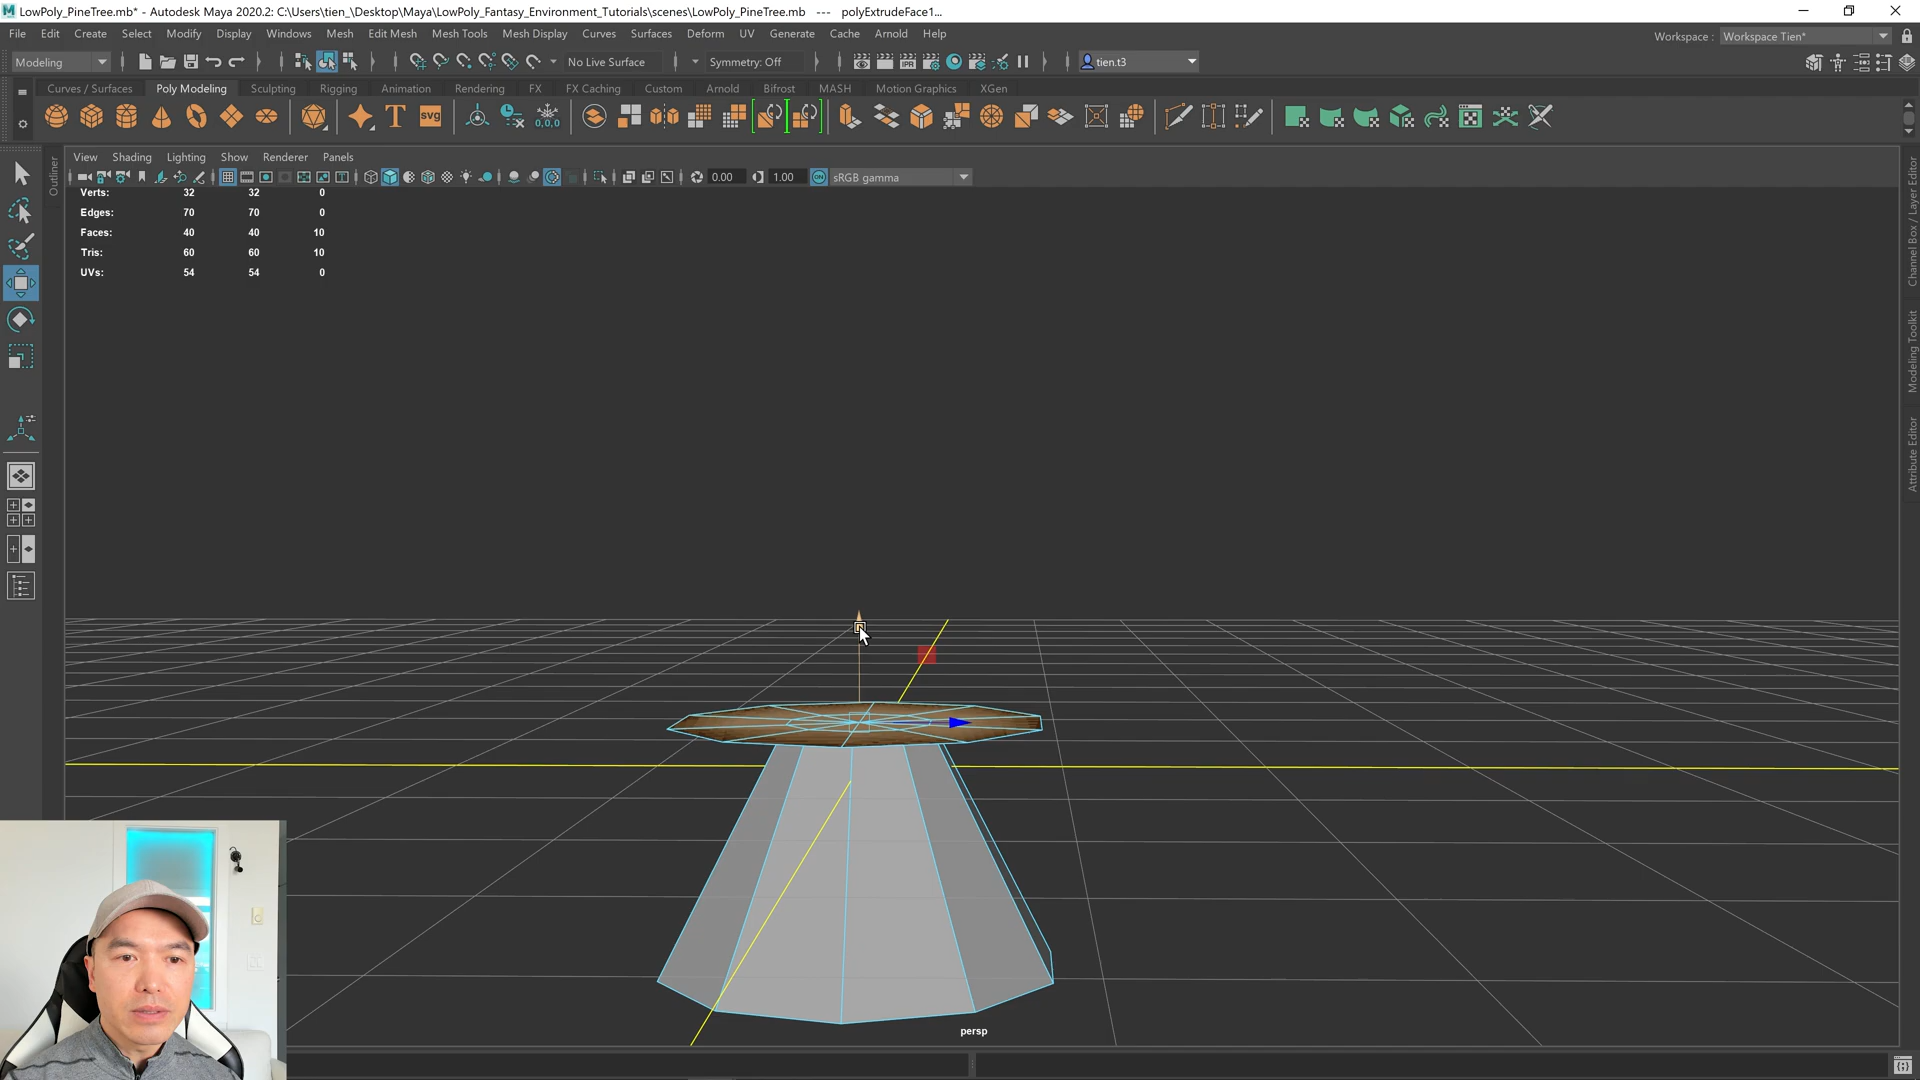 LowPoly_PineTree.mb* - Autodesk Maya 2020.2: C:\Users\tien_\Desktop\Maya\LowPoly_Fantasy_Environment_Tutorials\scenes\LowPoly_PineTree.mb   ---   polyExtrudeFace1...
File Edit Create Select Modify Display Windows Mesh Edit Mesh Mesh Tools Mesh Display Curves Surfaces Deform UV Generate Cache Arnold Help
Workspace : Workspace Tien*
Modeling No Live Surface Symmetry: Off tien.t3
Curves / Surfaces Poly Modeling Sculpting Rigging Animation Rendering FX FX Caching Custom Arnold Bifrost MASH Motion Graphics XGen
T svg 0,0,0
View Shading Lighting Show Renderer Panels
0.00 1.00 ON sRGB gamma
Verts: 32 32 0
Edges: 70 70 0
Faces: 40 40 10
Tris: 60 60 10
UVs: 54 54 0
Outliner
Channel Box / Layer Editor
Modeling Toolkit
Attribute Editor
persp